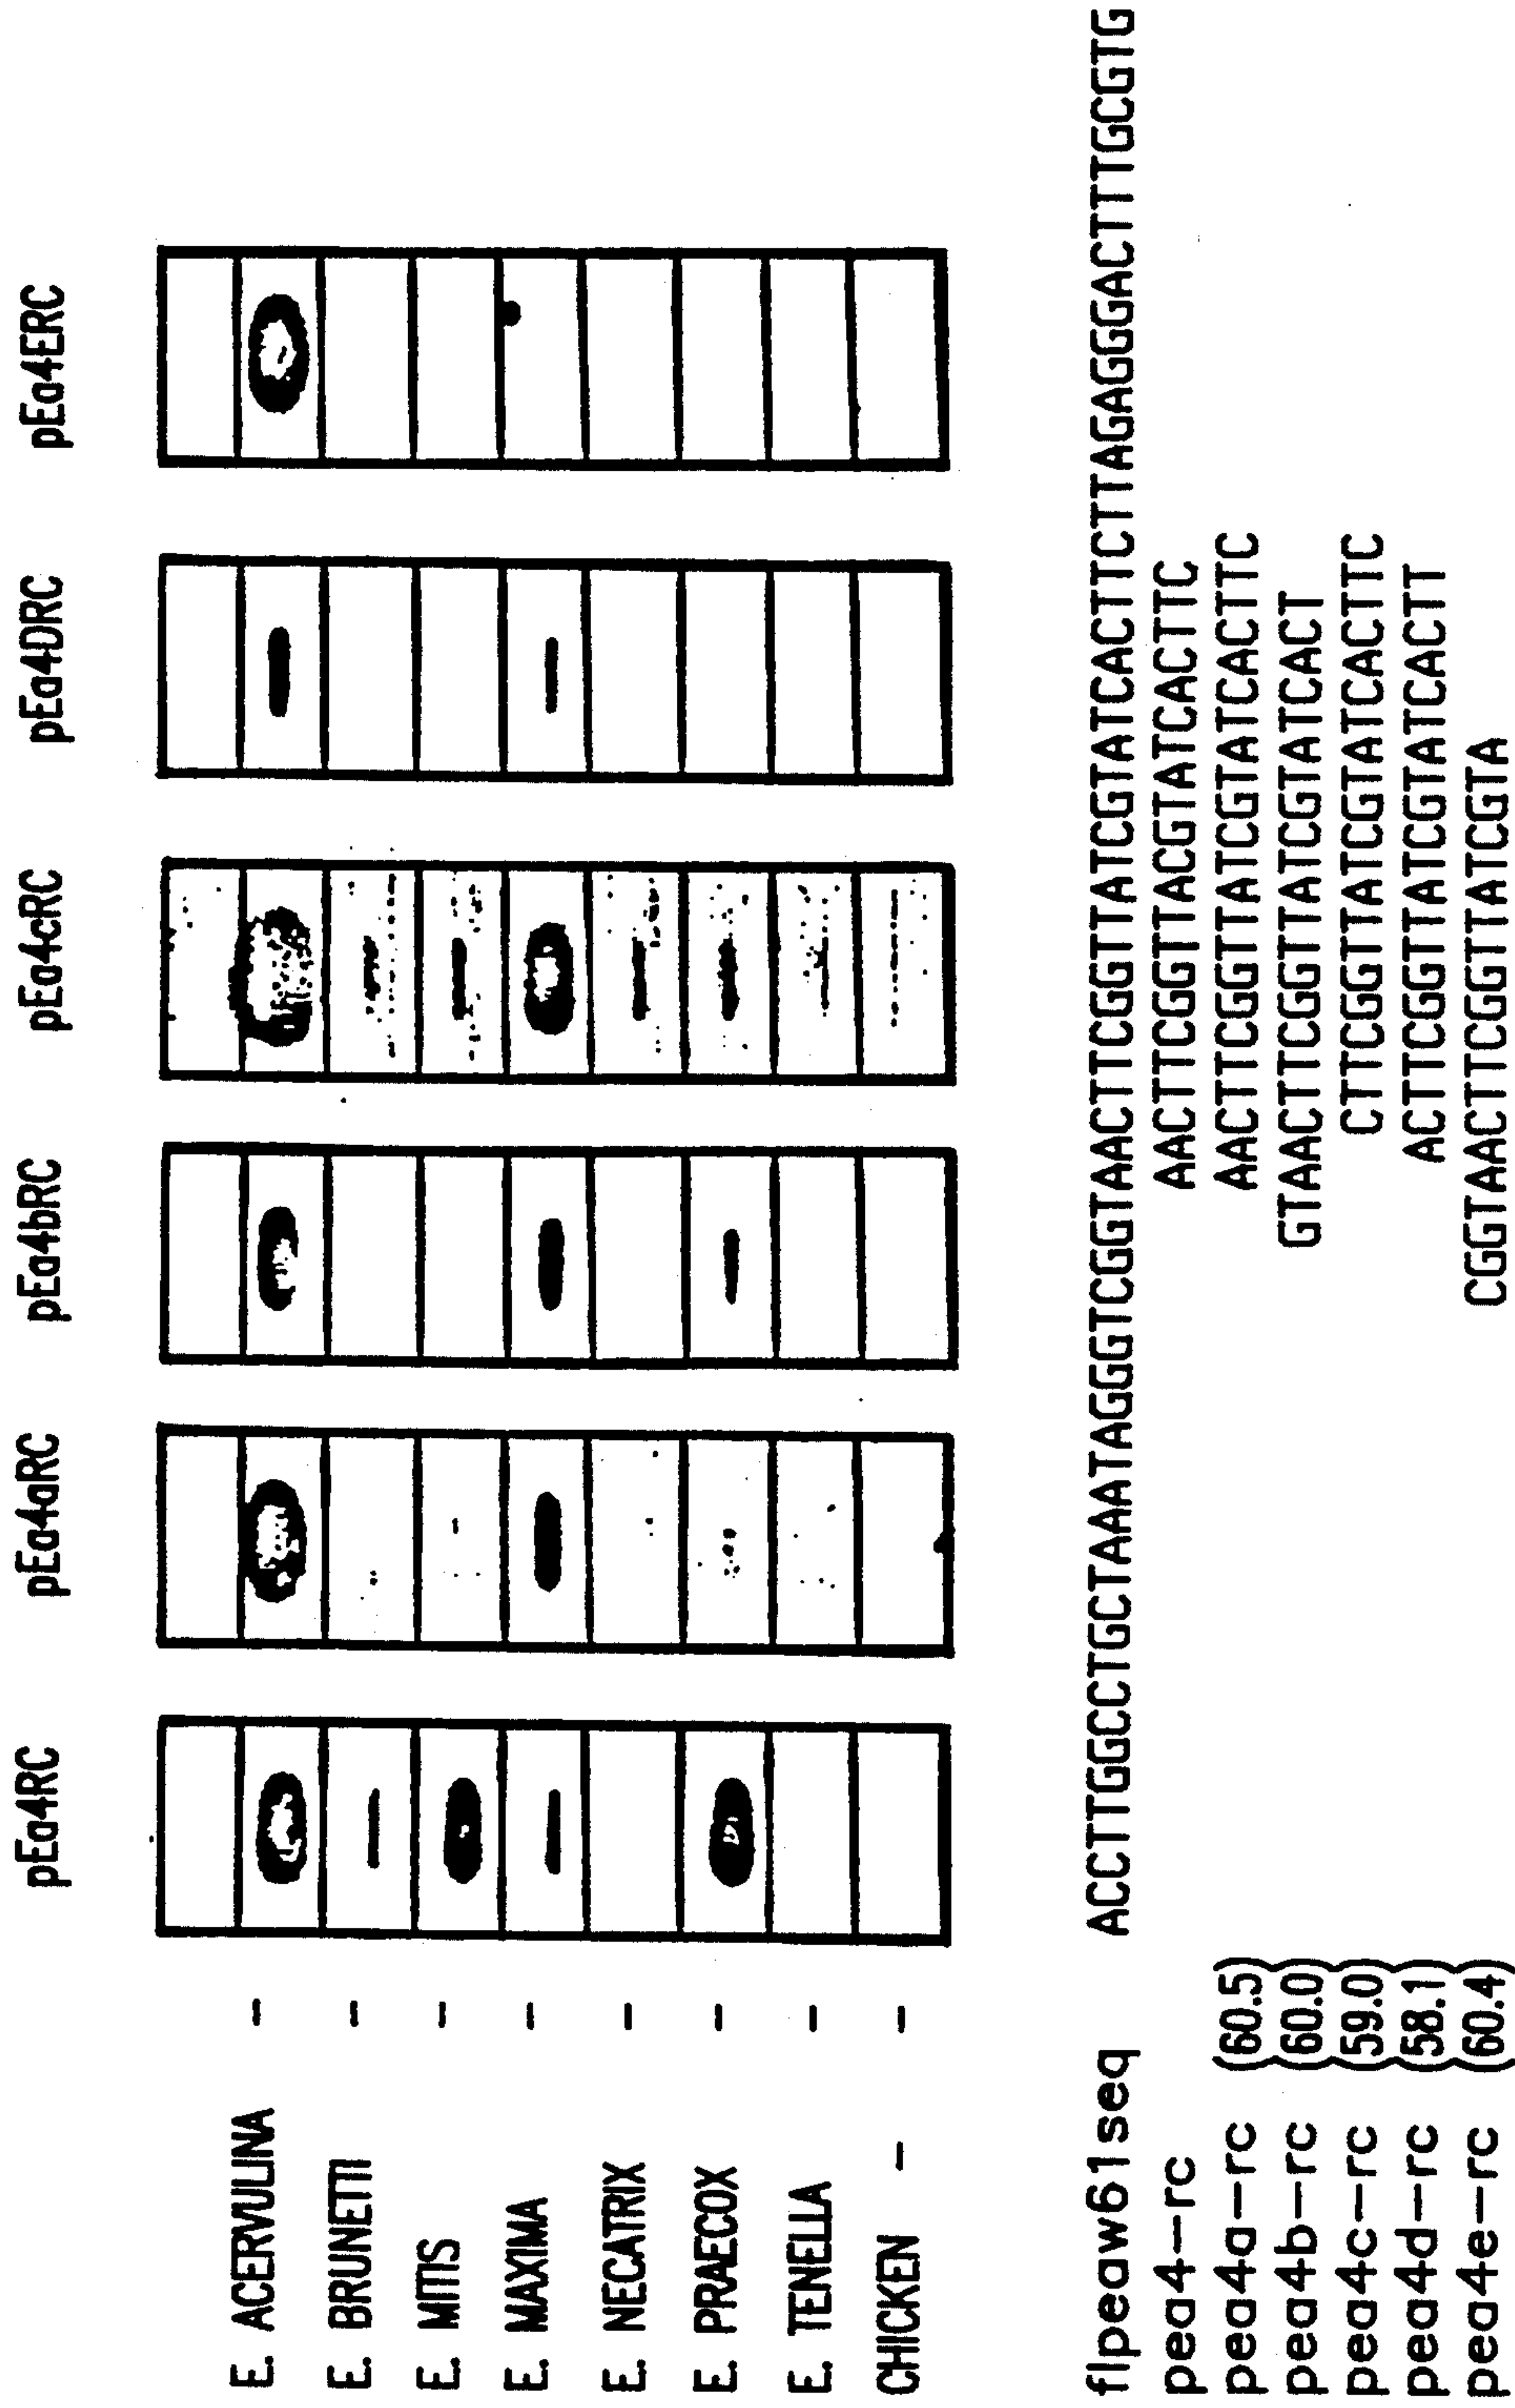 pEa4RC pEa4aRC pEa4bRC pEa4cRC pEa4DRC pEa4ERC
E. ACERVULINA –
E. BRUNETTI –
E. MITIS –
E. MAXIMA –
E. NECATRIX –
E. PRAECOX –
E. TENELLA –
CHICKEN – –
flpeaw61seq ACCTTGGCCTGCTAAATAGGGTCGGTAACTTCGGTTATCGTATCACTTCTTAGAGGGACTTTGCGTG
pea4–rc AACTTCGGTTACGTATCACTTC
pea4a–rc (60.5) AACTTCGGTTATCGTATCACTTC
pea4b–rc (60.0) GTAACTTCGGTTATCGTATCACT
pea4c–rc (59.0) CTTCGGTTATCGTATCACTTC
pea4d–rc (58.1) ACTTCGGTTATCGTATCACTT
pea4e–rc (60.4) CGGTAACTTCGGTTATCGTA